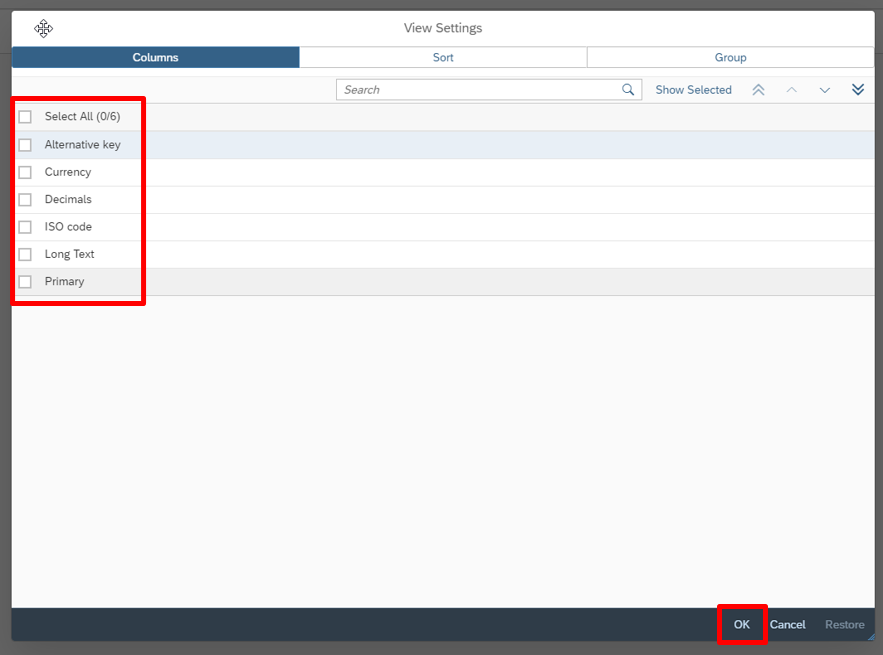 View Settings
Columns Sort Group
Search Show Selected
Select All (0/6)
Alternative key
Currency
Decimals
ISO code
Long Text
Primary
OK Cancel Restore